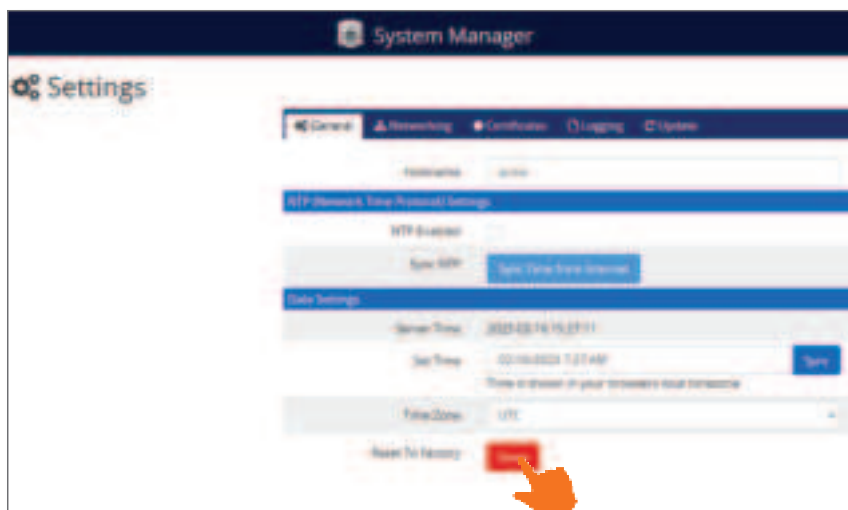 System Manager
Settings
General Networking Certificates Logging Update
Hostname
NTP (Network Time Protocol) Settings
NTP Enabled
Sync NTP Sync Time from Internet
Date Settings
Server Time
Set Time Sync
Time is shown in your browser's local timezone
Time Zone UTC
Reset To Factory